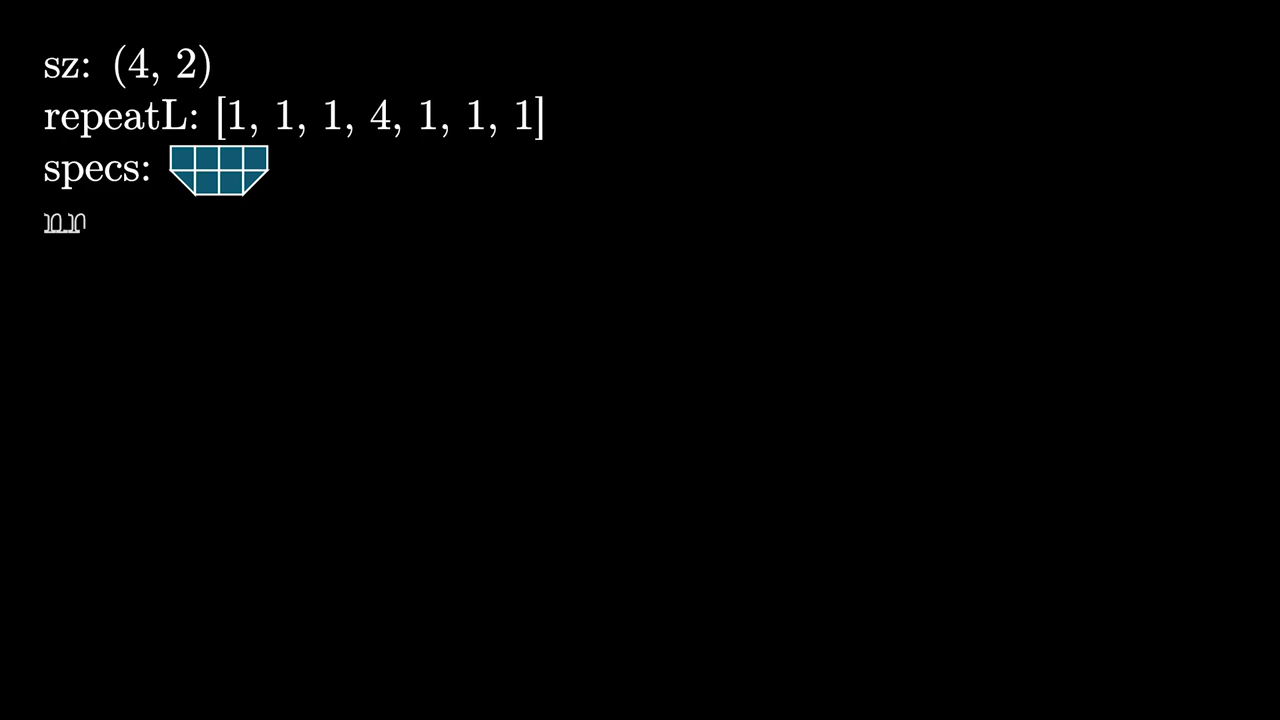 sz: (4, 2)
repeatL: [1, 1, 1, 4, 1, 1, 1]
specs: